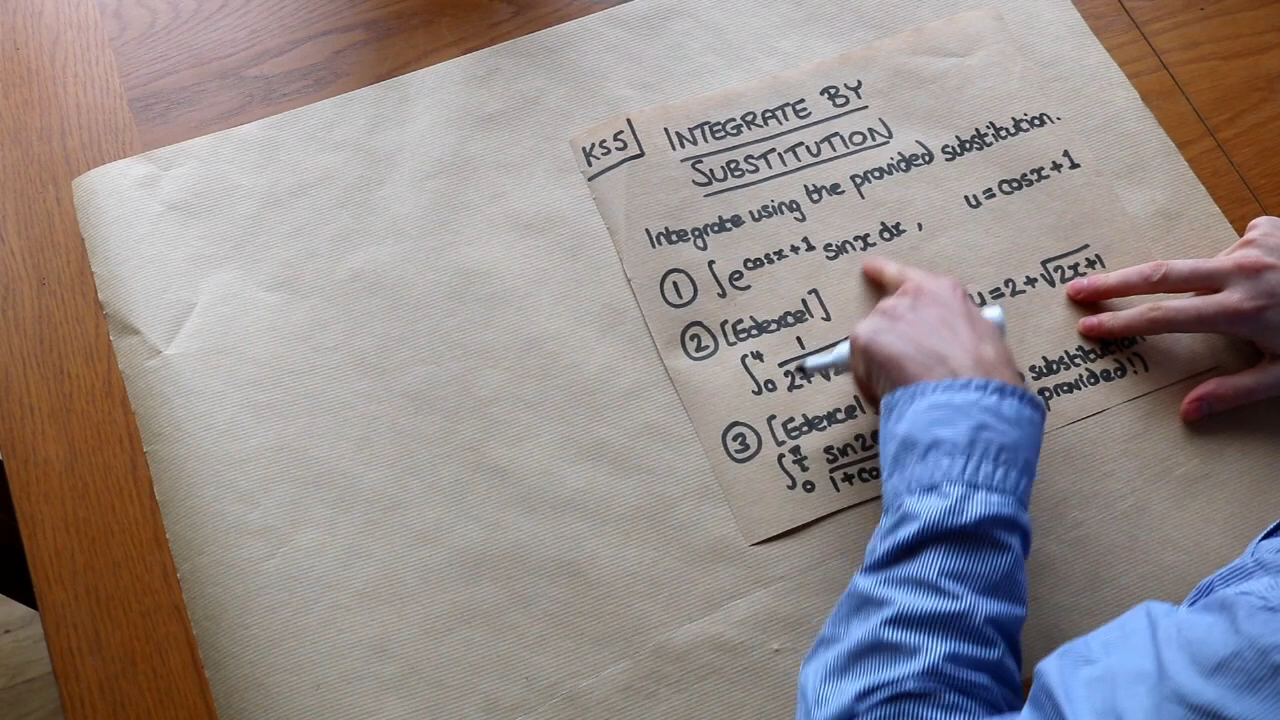 KS5
INTEGRATE BY
SUBSTITUTION
Integrate using the provided substitution.
① ∫e^(cosx+1) sinx dx, u=cosx+1
② [Edexcel]
∫₀⁴ 1/2+√2 u=2+√2x+1
③ [Edexcel substitution
provided!)
∫₀ sin2 / 1+co